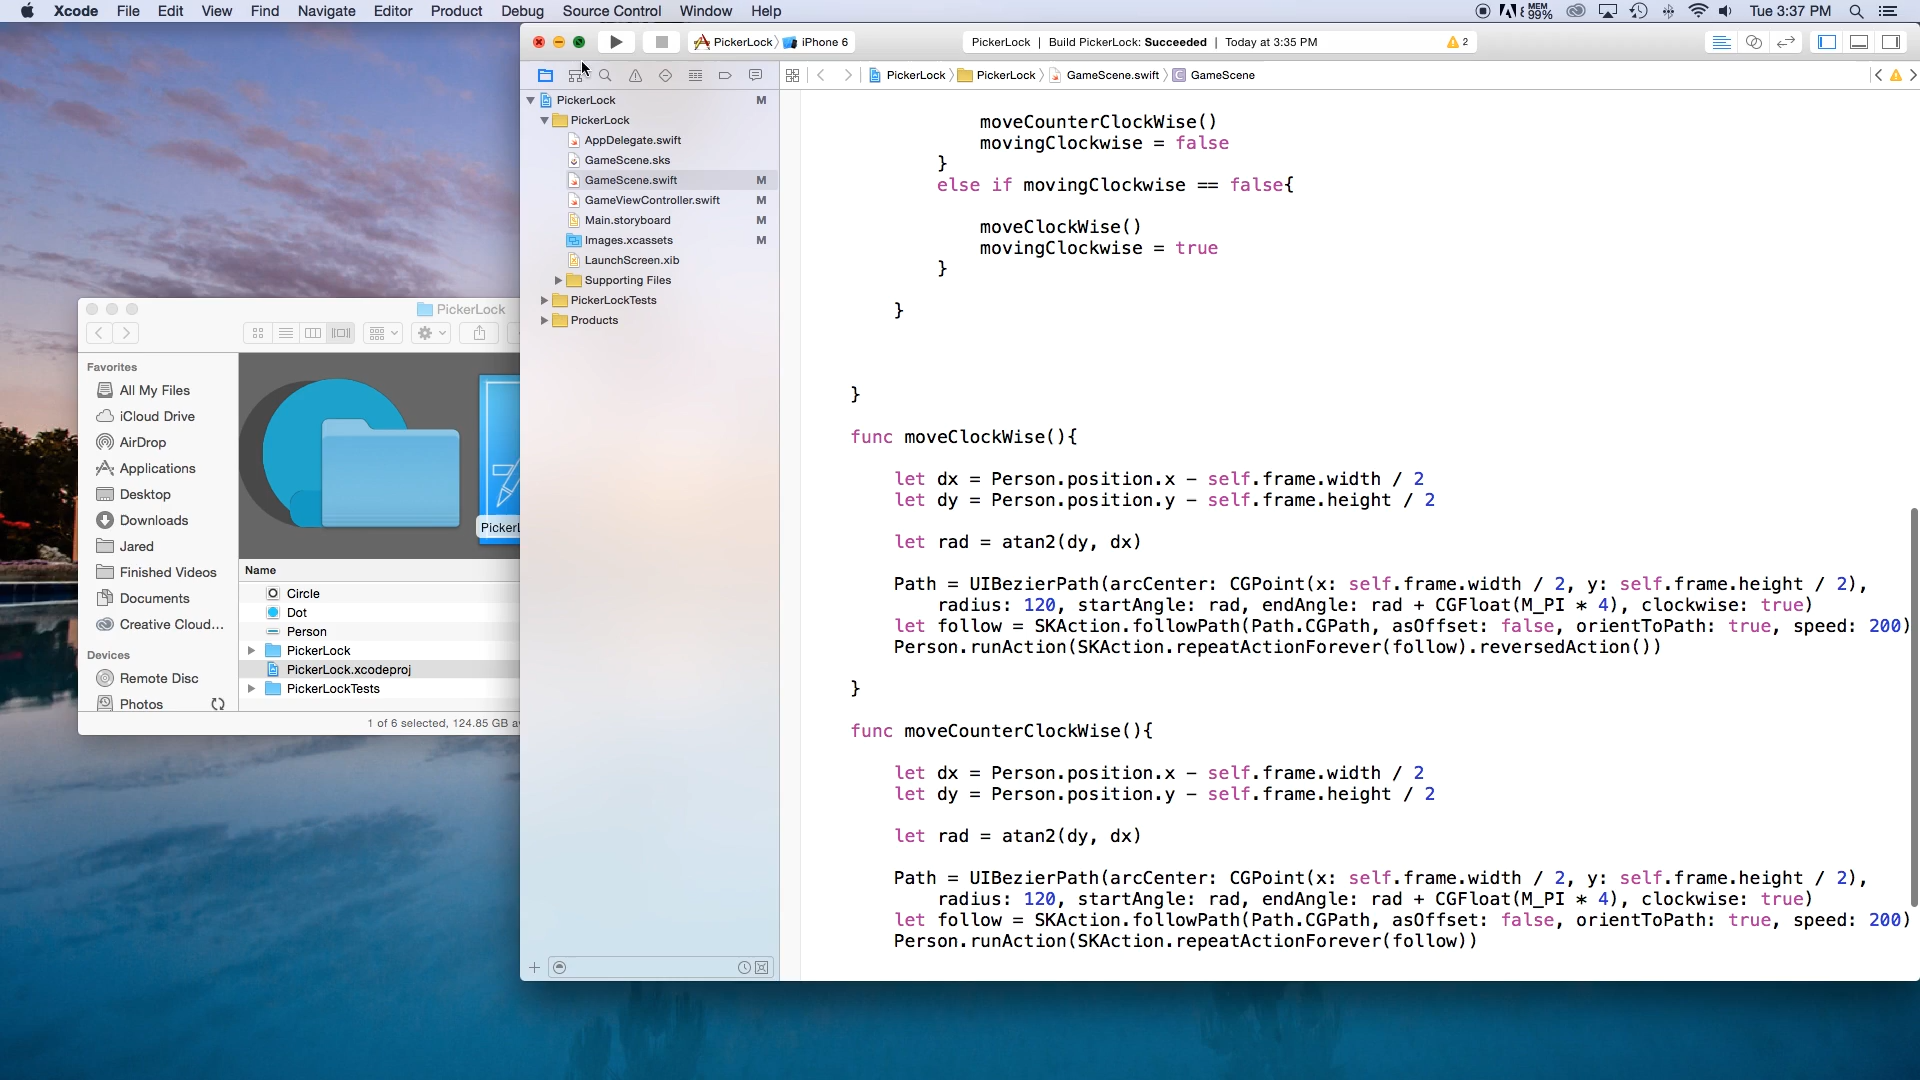 Xcode File Edit View Find Navigate Editor Product Debug Source Control Window Help
MEM 99% Tue 3:37 PM
PickerLock iPhone 6
PickerLock | Build PickerLock: Succeeded | Today at 3:35 PM
2
PickerLock PickerLock GameScene.swift GameScene
PickerLock M
PickerLock
AppDelegate.swift
GameScene.sks
GameScene.swift M
GameViewController.swift M
Main.storyboard M
Images.xcassets M
LaunchScreen.xib
Supporting Files
PickerLockTests
Products
moveCounterClockWise()
movingClockwise = false
}
else if movingClockwise == false{
moveClockWise()
movingClockwise = true
}
}
}
func moveClockWise(){
let dx = Person.position.x - self.frame.width / 2
let dy = Person.position.y - self.frame.height / 2
let rad = atan2(dy, dx)
Path = UIBezierPath(arcCenter: CGPoint(x: self.frame.width / 2, y: self.frame.height / 2),
radius: 120, startAngle: rad, endAngle: rad + CGFloat(M_PI * 4), clockwise: true)
let follow = SKAction.followPath(Path.CGPath, asOffset: false, orientToPath: true, speed: 200)
Person.runAction(SKAction.repeatActionForever(follow).reversedAction())
}
func moveCounterClockWise(){
let dx = Person.position.x - self.frame.width / 2
let dy = Person.position.y - self.frame.height / 2
let rad = atan2(dy, dx)
Path = UIBezierPath(arcCenter: CGPoint(x: self.frame.width / 2, y: self.frame.height / 2),
radius: 120, startAngle: rad, endAngle: rad + CGFloat(M_PI * 4), clockwise: true)
let follow = SKAction.followPath(Path.CGPath, asOffset: false, orientToPath: true, speed: 200)
Person.runAction(SKAction.repeatActionForever(follow))
PickerLock
Favorites
All My Files
iCloud Drive
AirDrop
Applications
Desktop
Downloads
Jared
Finished Videos
Documents
Creative Cloud...
Devices
Remote Disc
Photos
Name
Circle
Dot
Person
PickerLock
PickerLock.xcodeproj
PickerLockTests
1 of 6 selected, 124.85 GB